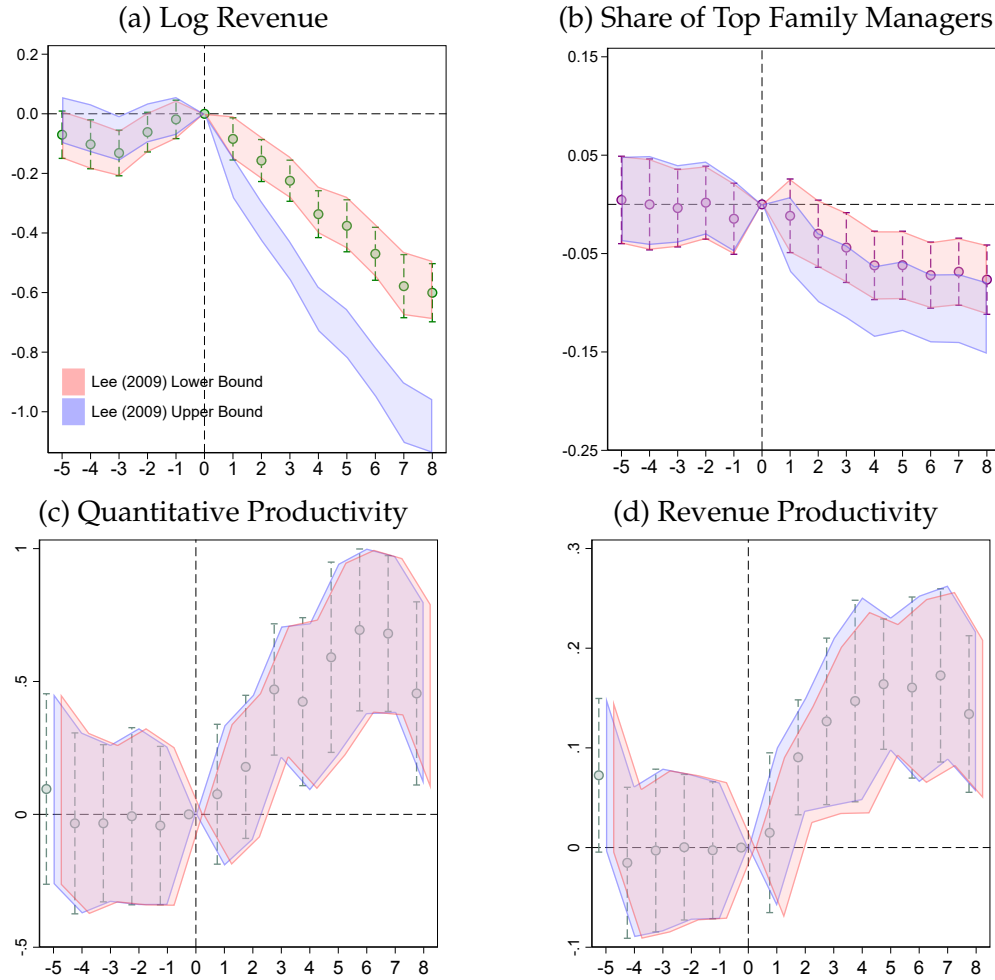 (a) Log Revenue
(b) Share of Top Family Managers
0.2
0.0
-0.2
-0.4
-0.6
-0.8
-1.0
Lee (2009) Lower Bound
Lee (2009) Upper Bound
-5 -4 -3 -2 -1 0 1 2 3 4 5 6 7 8
0.15
0.05
-0.05
-0.15
-0.25
-5 -4 -3 -2 -1 0 1 2 3 4 5 6 7 8
(c) Quantitative Productivity
(d) Revenue Productivity
1
.5
0
-.5
-5 -4 -3 -2 -1 0 1 2 3 4 5 6 7 8
.3
.2
.1
0
-.1
-5 -4 -3 -2 -1 0 1 2 3 4 5 6 7 8